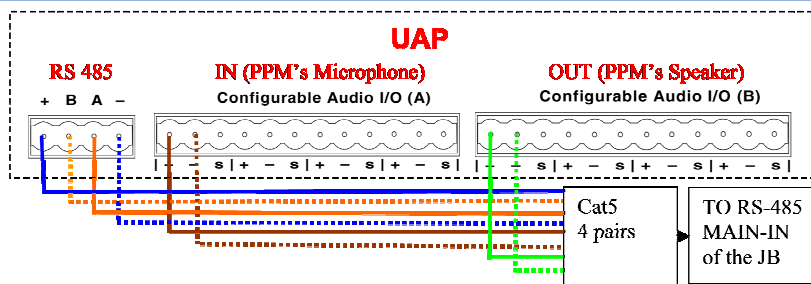 UAP
RS 485 IN (PPM's Microphone) OUT (PPM's Speaker)
Configurable Audio I/O (A) Configurable Audio I/O (B)
+ B A −
| − − S | + − S | + − S | + − S | | − − S | + − S | + − S | + − S |
Cat5
4 pairs
TO RS-485
MAIN-IN
of the JB